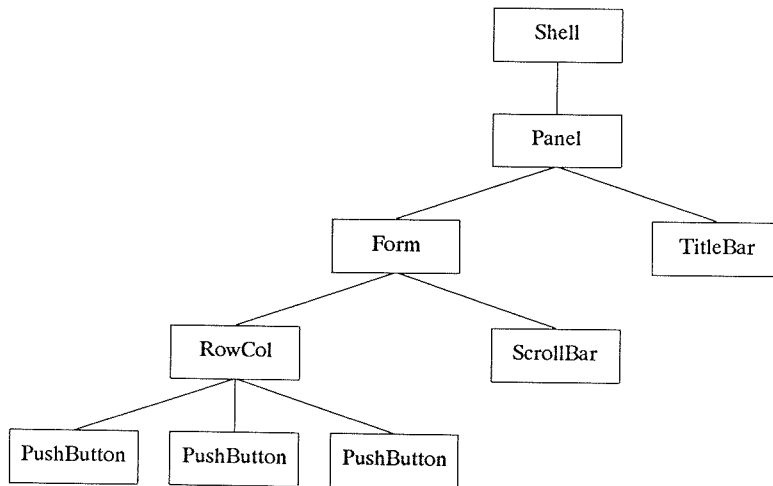 Shell
Panel
Form
TitleBar
RowCol
ScrollBar
PushButton
PushButton
PushButton